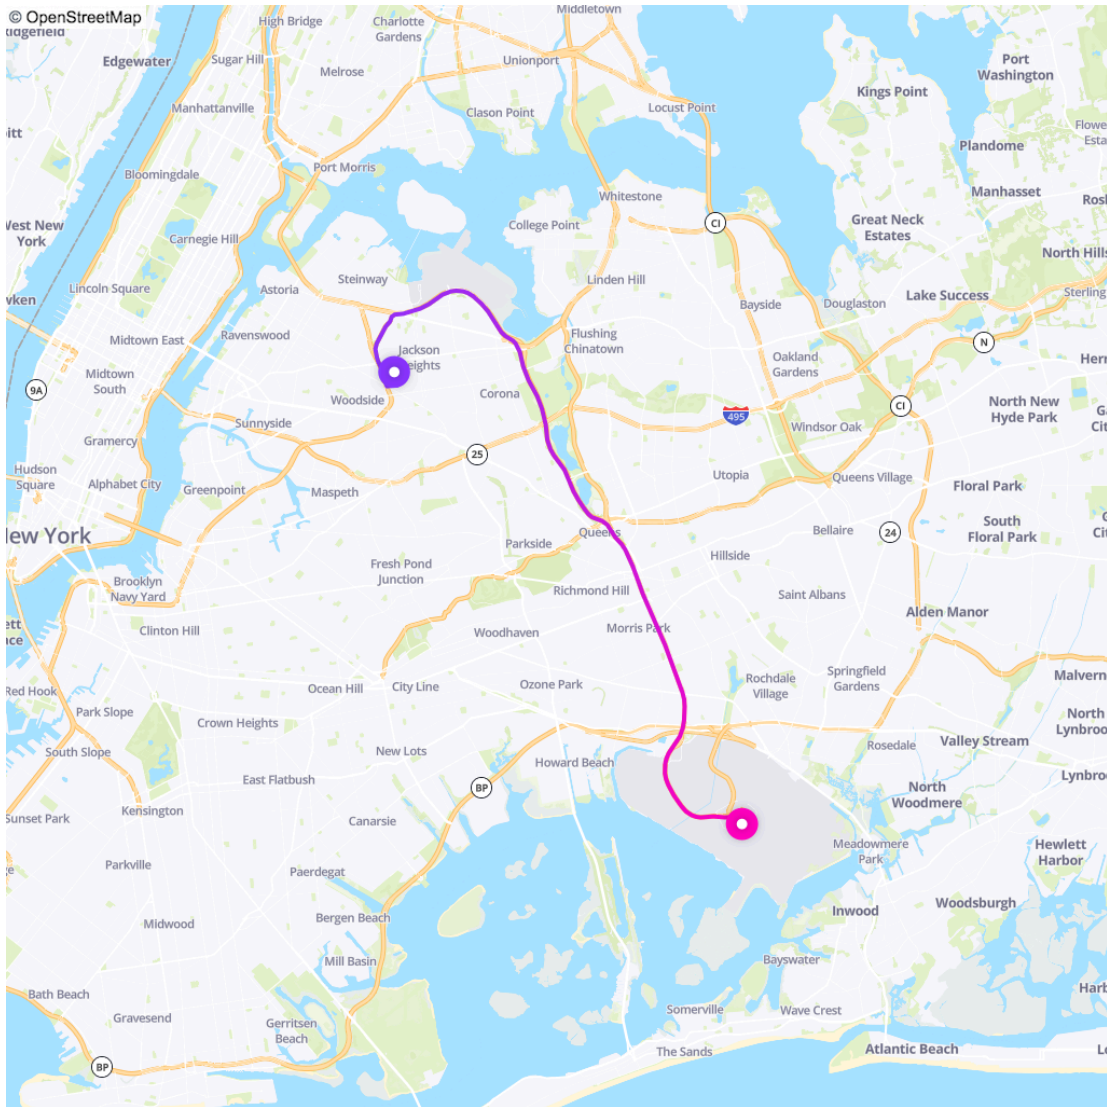 © OpenStreetMap
Ridgefield
Edgewater
High Bridge
Charlotte
Gardens
Middletown
Sugar Hill
Melrose
Unionport
Port
Washington
Kings Point
Manhattanville
Clason Point
Locust Point
Flowe
Esta
Plandome
Bloomingdale
Port Morris
Whitestone
Manhasset
Rosl
West New
York
Carnegie Hill
College Point
CI
Great Neck
Estates
North Hills
Steinway
Linden Hill
Lincoln Square
Astoria
Bayside
Douglaston
Lake Success
Sterling
wken
Ravenswood
Midtown East
Flushing
Chinatown
N
Jackson
Heights
Oakland
Gardens
Her
Midtown
South
9A
Woodside
Corona
CI
North New
Hyde Park
Ga
Cit
495
Windsor Oak
Sunnyside
Gramercy
25
Hudson
Square
Alphabet City
Greenpoint
Maspeth
Utopia
Queens Village
Floral Park
South
Floral Park
New York
Queens
Parkside
Bellaire
24
Hillside
Fresh Pond
Junction
Brooklyn
Navy Yard
Richmond Hill
Saint Albans
Alden Manor
Clinton Hill
Woodhaven
Morris Park
Springfield
Gardens
Malvern
Rochdale
Village
Ocean Hill
City Line
Ozone Park
Red Hook
Park Slope
Crown Heights
North
Lynbrook
South Slope
New Lots
Rosedale
Valley Stream
Howard Beach
East Flatbush
BP
Lynbro
North
Woodmere
Kensington
Sunset Park
Canarsie
Meadowmere
Park
Hewlett
Harbor
Parkville
Paerdegat
Woodsburgh
Inwood
Bergen Beach
Midwood
Mill Basin
Bayswater
Bath Beach
Harb
Gravesend
Gerritsen
Beach
Somerville
Wave Crest
The Sands
Atlantic Beach
BP